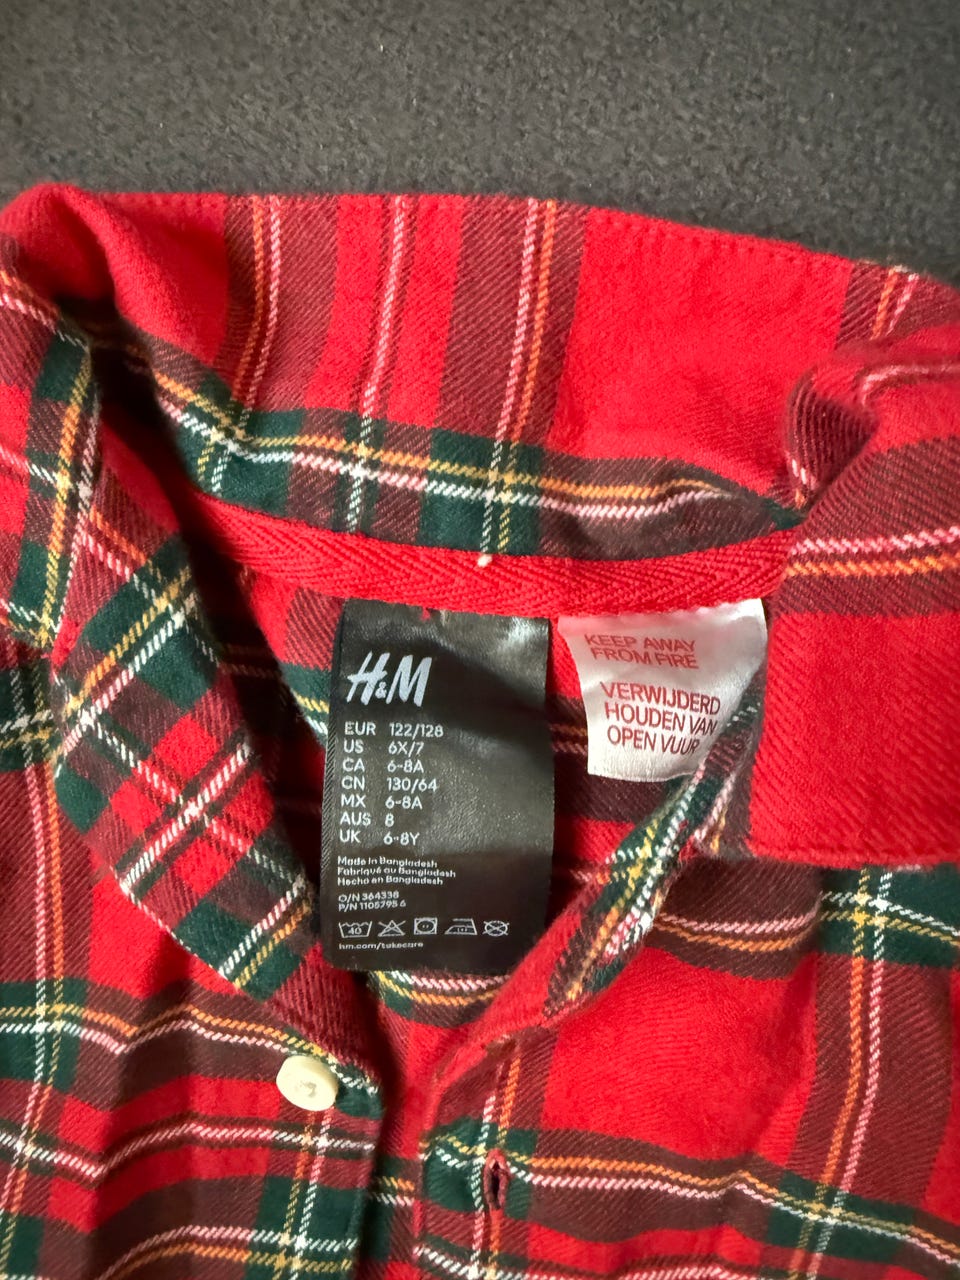 H&M
EUR 122/128
US 6X/7
CA 6-8A
CN 130/64
MX 6-8A
AUS 8
UK 6-8Y
Made in Bangladesh
Fabriqué au Bangladesh
Hecho en Bangladesh
O/N 364338
P/N 1105795 6
40
hm.com/takecare
KEEP AWAY
FROM FIRE
VERWIJDERD
HOUDEN VAN
OPEN VUUR